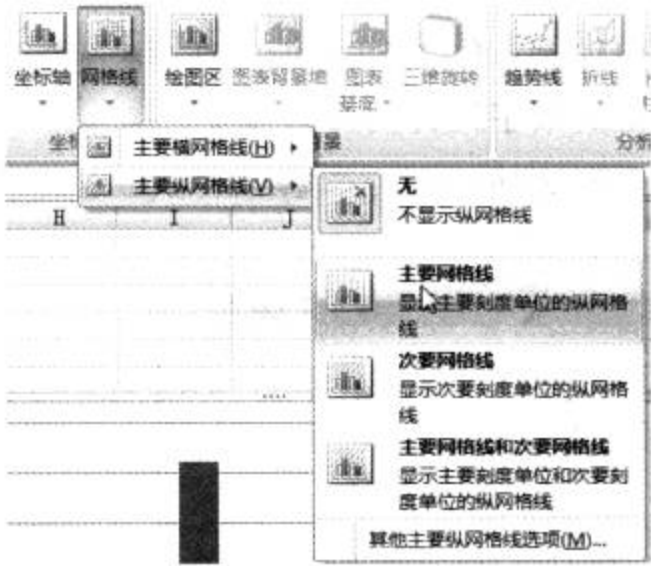 坐标轴 网格线 绘图区 图表背景墙 图表基底 三维旋转 趋势线 折线
分析
主要横网格线(H)
主要纵网格线(V)
H I J
无
不显示纵网格线
主要网格线
显示主要刻度单位的纵网格
线
次要网格线
显示次要刻度单位的纵网格
线
主要网格线和次要网格线
显示主要刻度单位和次要刻
度单位的纵网格线
其他主要纵网格线选项(M)...